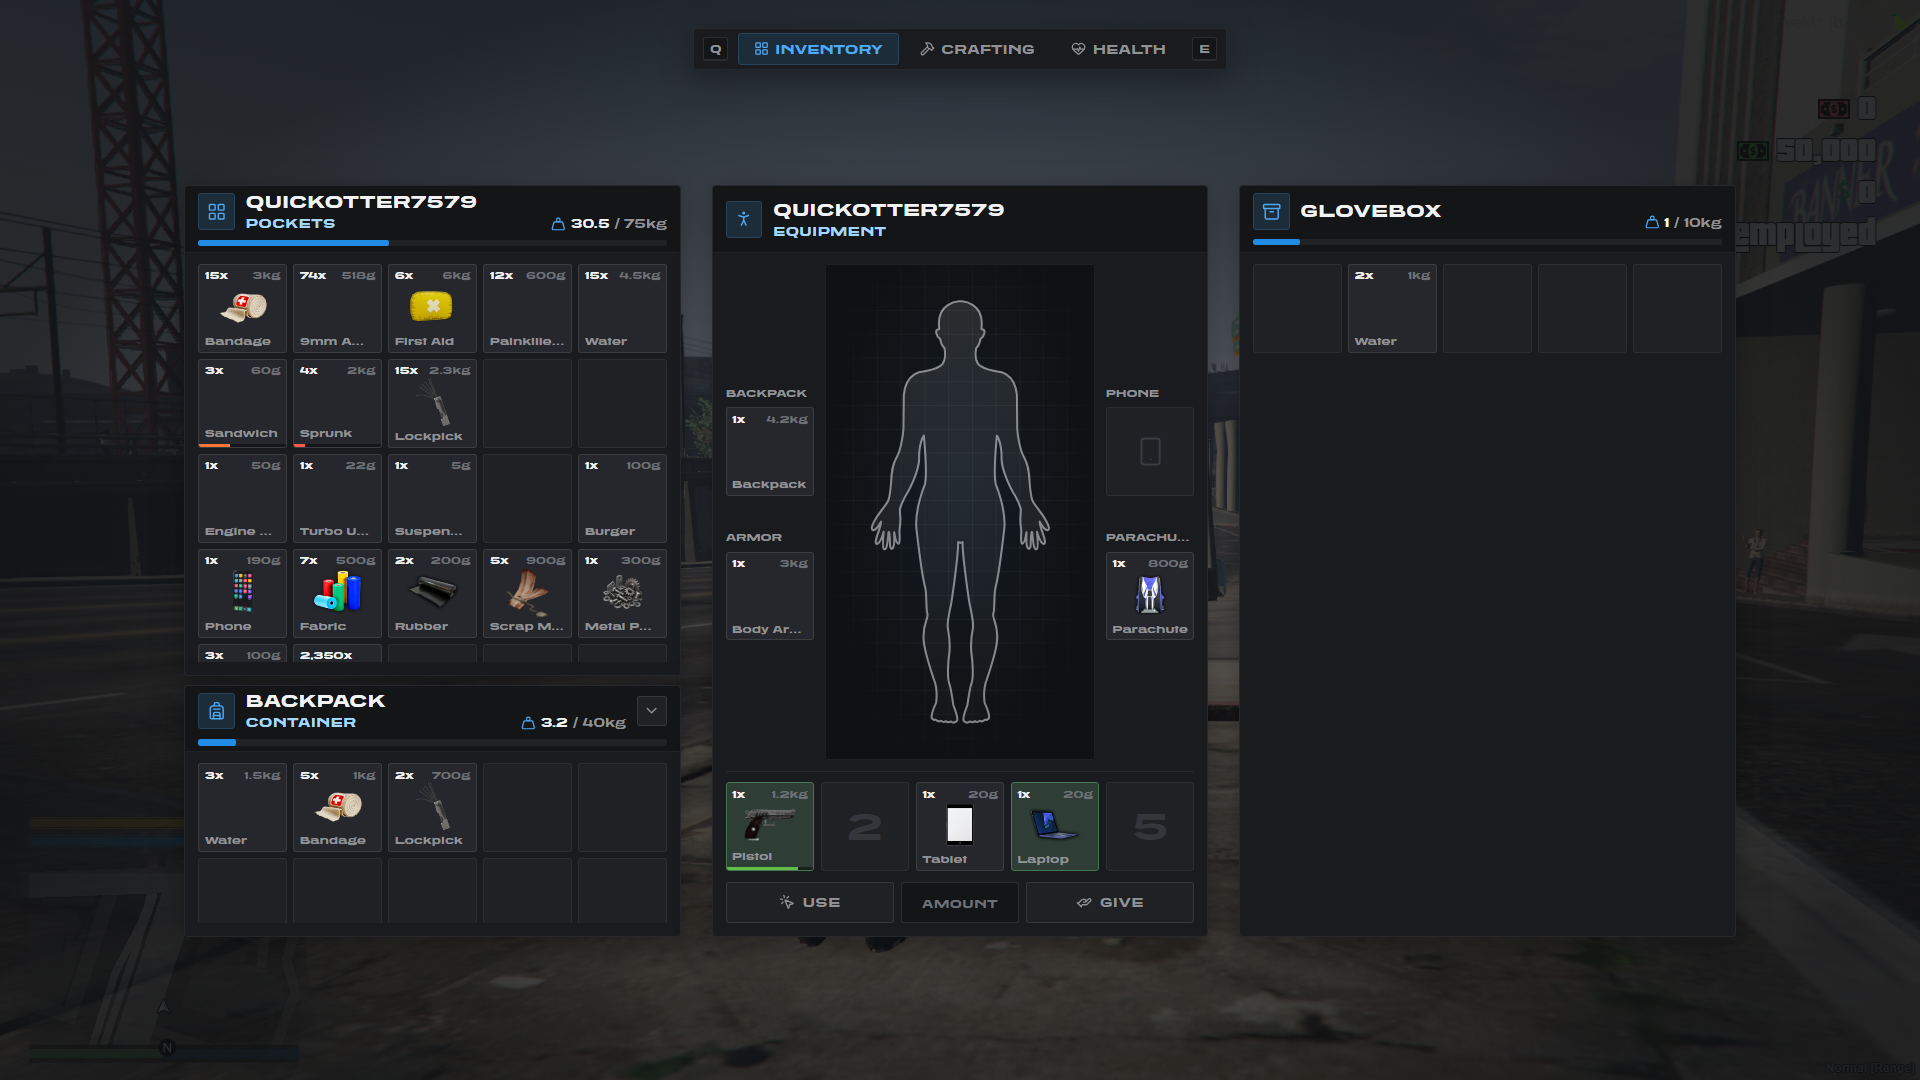 Q
INVENTORY
CRAFTING
HEALTH
E
0
50,000
0
employed
BANNER
QUICKOTTER7579
POCKETS
30.5 / 75kg
15x 3kg
Bandage
74x 518g
9mm A...
6x 6kg
First Aid
12x 600g
Painkille...
15x 4.5kg
Water
3x 60g
Sandwich
4x 2kg
Sprunk
15x 2.3kg
Lockpick
1x 50g
Engine ...
1x 22g
Turbo U...
1x 5g
Suspen...
1x 100g
Burger
1x 190g
Phone
7x 500g
Fabric
2x 200g
Rubber
5x 900g
Scrap M...
1x 300g
Metal P...
3x 100g
2,350x
BACKPACK
CONTAINER
3.2 / 40kg
3x 1.5kg
Water
5x 1kg
Bandage
2x 700g
Lockpick
QUICKOTTER7579
EQUIPMENT
BACKPACK
1x 4.2kg
Backpack
PHONE
ARMOR
1x 3kg
Body Ar...
PARACHU...
1x 800g
Parachute
1x 1.2kg
Pistol
2
1x 20g
Tablet
1x 20g
Laptop
5
USE
AMOUNT
GIVE
GLOVEBOX
1 / 10kg
2x 1kg
Water
N
Normal [Range]